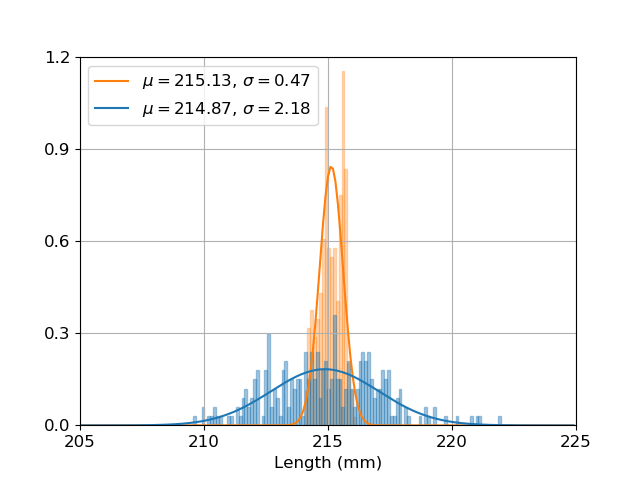 1.2
0.9
0.6
0.3
0.0
μ = 215.13, σ = 0.47
μ = 214.87, σ = 2.18
205 210 215 220 225
Length (mm)